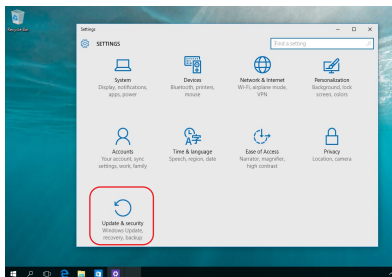 Recycle Bin
Settings
SETTINGS
Find a setting
System
Display, notifications,
apps, power
Devices
Bluetooth, printers,
mouse
Network & Internet
Wi-Fi, airplane mode,
VPN
Personalization
Background, lock
screen, colors
Accounts
Your account, sync
settings, work, family
A字
Time & language
Speech, region, date
Ease of Access
Narrator, magnifier,
high contrast
Privacy
Location, camera
Update & security
Windows Update,
recovery, backup